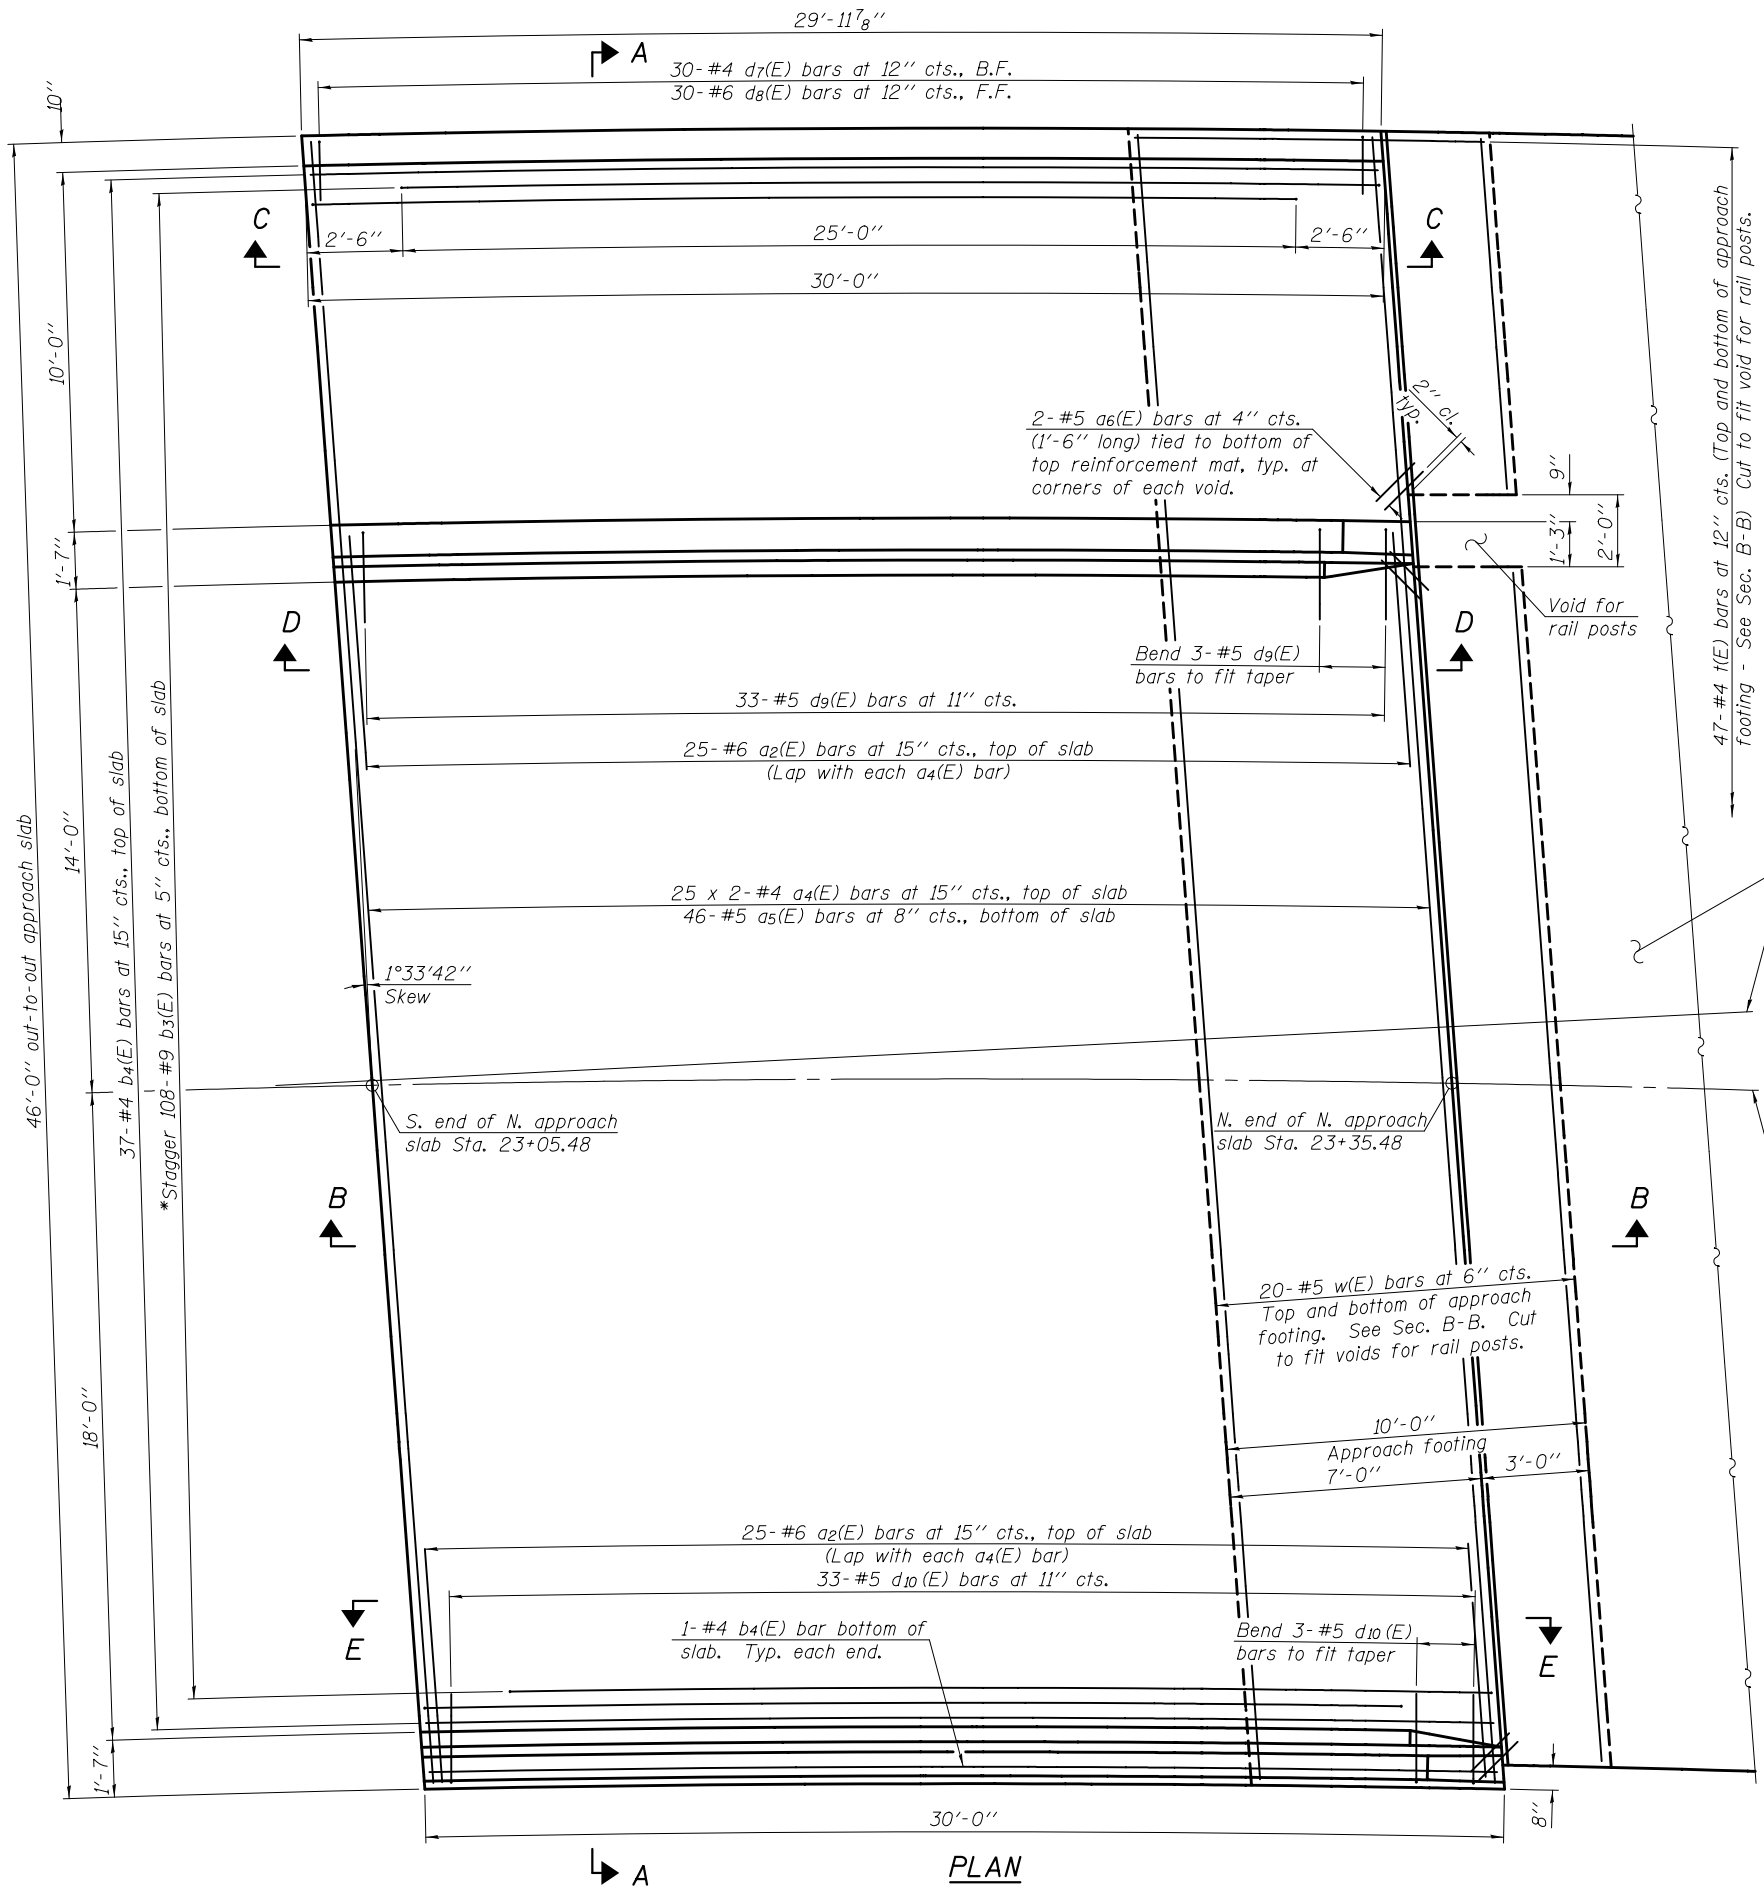 29'-11 7/8"
A
30-#4 d7(E) bars at 12" cts., B.F.
30-#6 d8(E) bars at 12" cts., F.F.
10"
C
C
2'-6"
25'-0"
2'-6"
30'-0"
10'-0"
47-#4 t(E) bars at 12" cts. (Top and bottom of approach
footing - See Sec. B-B) Cut to fit void for rail posts.
2" cl.
typ.
2-#5 a6(E) bars at 4" cts.
(1'-6" long) tied to bottom of
top reinforcement mat, typ. at
corners of each void.
9"
1'-3"
2'-0"
1'-7"
Void for
rail posts
D
D
Bend 3-#5 d9(E)
bars to fit taper
33-#5 d9(E) bars at 11" cts.
25-#6 a2(E) bars at 15" cts., top of slab
(Lap with each a4(E) bar)
46'-0" out-to-out approach slab
14'-0"
37-#4 b4(E) bars at 15" cts., top of slab
*Stagger 108-#9 b3(E) bars at 5" cts., bottom of slab
25 x 2-#4 a4(E) bars at 15" cts., top of slab
46-#5 a5(E) bars at 8" cts., bottom of slab
1°33'42"
Skew
S. end of N. approach
slab Sta. 23+05.48
N. end of N. approach
slab Sta. 23+35.48
B
B
20-#5 w(E) bars at 6" cts.
Top and bottom of approach
footing. See Sec. B-B. Cut
to fit voids for rail posts.
18'-0"
10'-0"
Approach footing
7'-0"
3'-0"
25-#6 a2(E) bars at 15" cts., top of slab
(Lap with each a4(E) bar)
33-#5 d10(E) bars at 11" cts.
E
E
1-#4 b4(E) bar bottom of
slab. Typ. each end.
Bend 3-#5 d10(E)
bars to fit taper
1'-7"
8"
30'-0"
A
PLAN